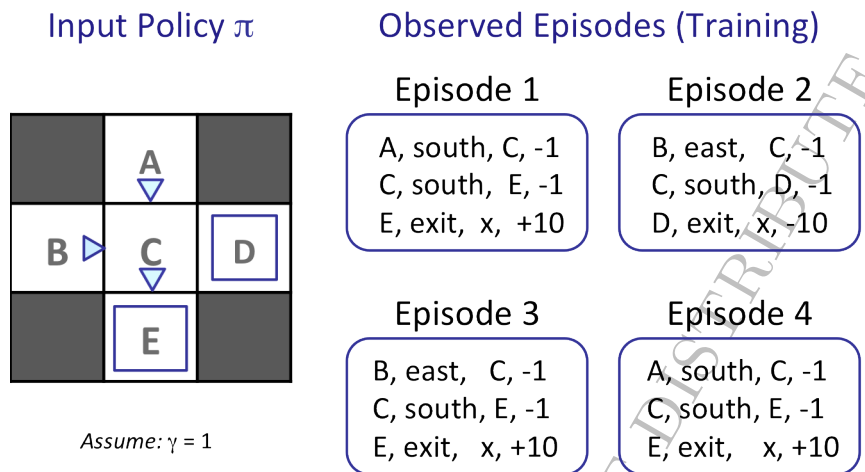 Input Policy π
Observed Episodes (Training)
A
B
C
D
E
Assume: γ = 1
Episode 1
A, south, C, -1
C, south, E, -1
E, exit, x, +10
Episode 2
B, east, C, -1
C, south, D, -1
D, exit, x, -10
Episode 3
B, east, C, -1
C, south, E, -1
E, exit, x, +10
Episode 4
A, south, C, -1
C, south, E, -1
E, exit, x, +10
DISTRIBUTE